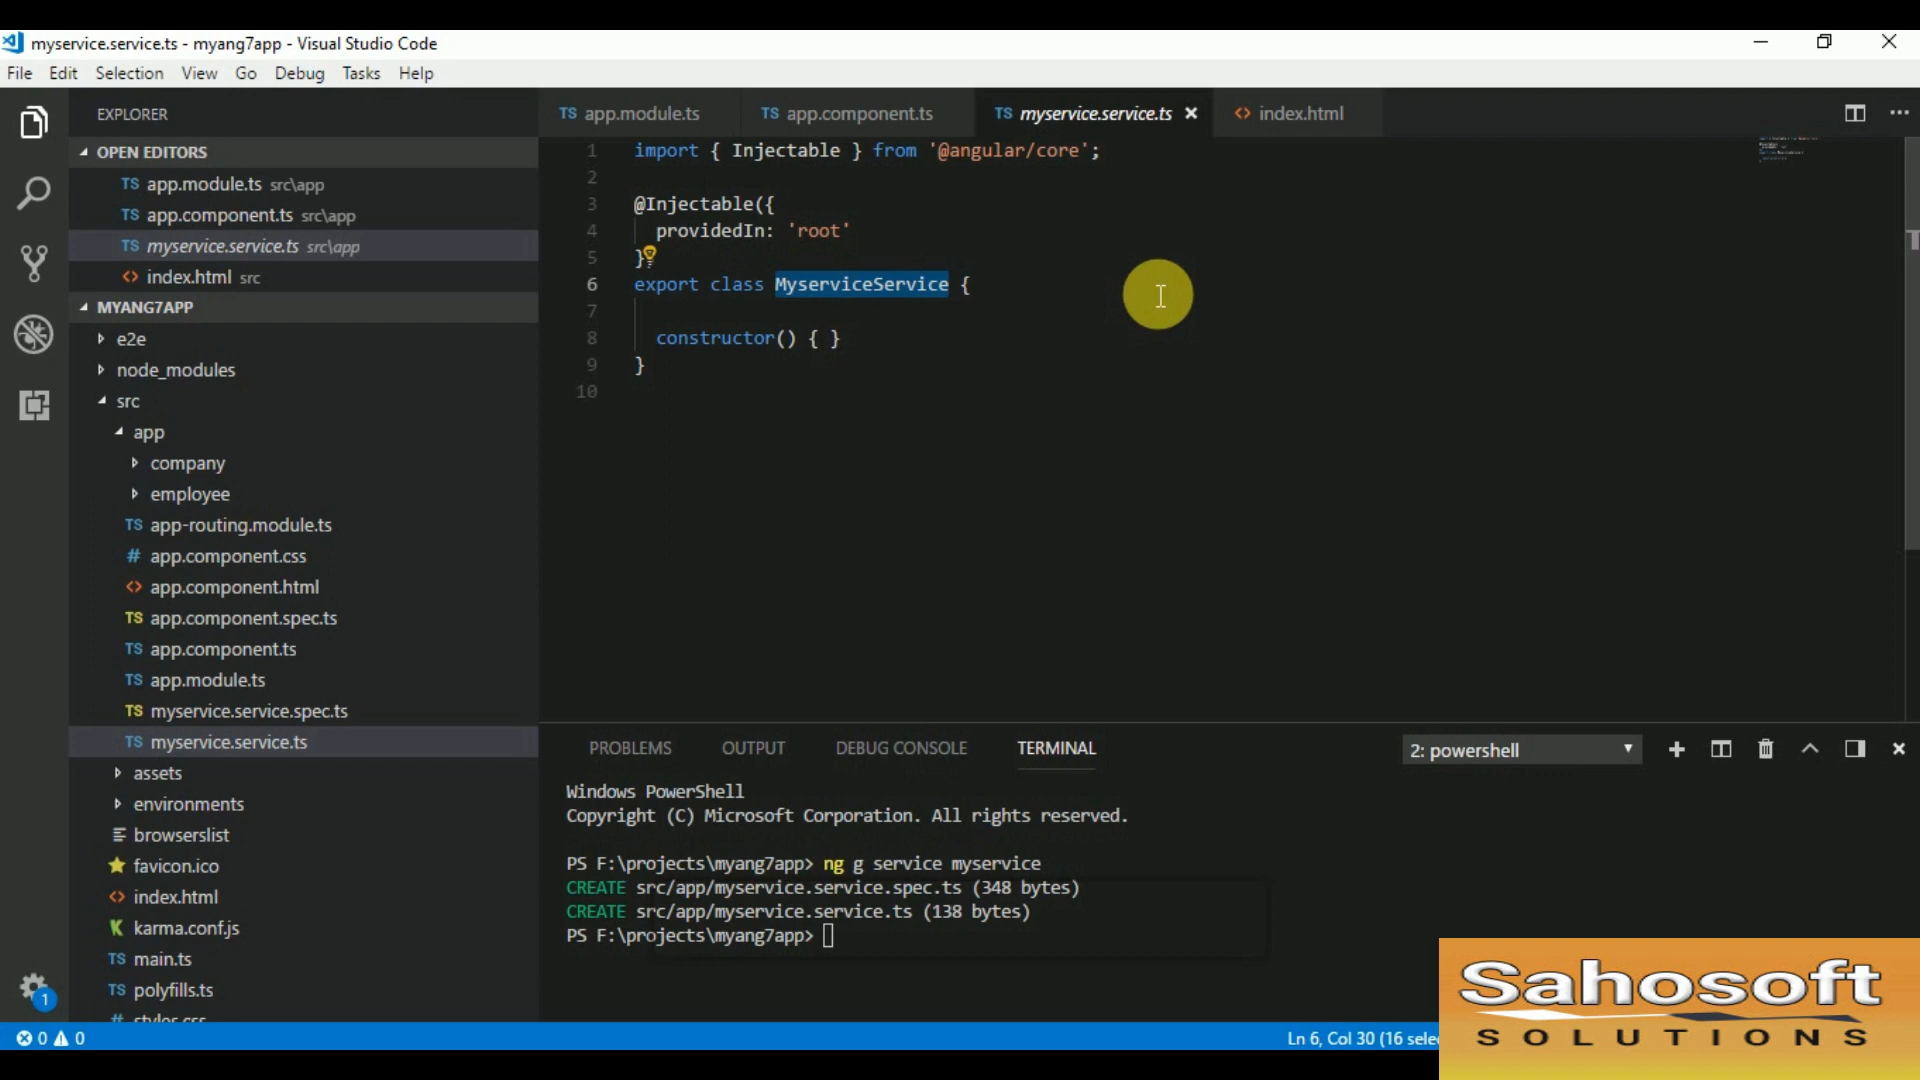 myservice.service.ts - myang7app - Visual Studio Code
File Edit Selection View Go Debug Tasks Help
EXPLORER
OPEN EDITORS
TS app.module.ts src\app
TS app.component.ts src\app
TS myservice.service.ts src\app
<> index.html src
MYANG7APP
e2e
node_modules
src
app
company
employee
TS app-routing.module.ts
# app.component.css
<> app.component.html
TS app.component.spec.ts
TS app.component.ts
TS app.module.ts
TS myservice.service.spec.ts
TS myservice.service.ts
assets
environments
browserslist
favicon.ico
<> index.html
K karma.conf.js
TS main.ts
TS polyfills.ts
# styles.css
1
TS app.module.ts TS app.component.ts TS myservice.service.ts × <> index.html
1 import { Injectable } from '@angular/core';
2
3 @Injectable({
4 providedIn: 'root'
5 }
6 export class MyserviceService {
7
8 constructor() { }
9 }
10
PROBLEMS OUTPUT DEBUG CONSOLE TERMINAL 2: powershell
Windows PowerShell
Copyright (C) Microsoft Corporation. All rights reserved.
PS F:\projects\myang7app> ng g service myservice
CREATE src/app/myservice.service.spec.ts (348 bytes)
CREATE src/app/myservice.service.ts (138 bytes)
PS F:\projects\myang7app>
0 0 Ln 6, Col 30 (16 selec
Sahosoft
SOLUTIONS